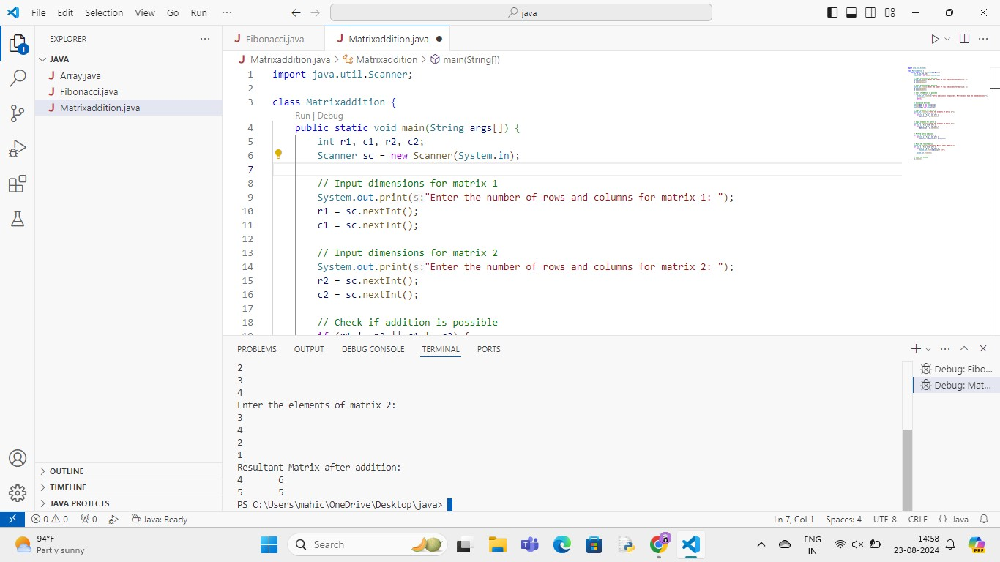 File Edit Selection View Go Run ··· java
EXPLORER ···
JAVA
Array.java
Fibonacci.java
Matrixaddition.java
OUTLINE
TIMELINE
JAVA PROJECTS
Fibonacci.java Matrixaddition.java
Matrixaddition.java > Matrixaddition > main(String[])
1 import java.util.Scanner;
2
3 class Matrixaddition {
Run | Debug
4 public static void main(String args[]) {
5 int r1, c1, r2, c2;
6 Scanner sc = new Scanner(System.in);
7
8 // Input dimensions for matrix 1
9 System.out.print(s:"Enter the number of rows and columns for matrix 1: ");
10 r1 = sc.nextInt();
11 c1 = sc.nextInt();
12
13 // Input dimensions for matrix 2
14 System.out.print(s:"Enter the number of rows and columns for matrix 2: ");
15 r2 = sc.nextInt();
16 c2 = sc.nextInt();
17
18 // Check if addition is possible
PROBLEMS OUTPUT DEBUG CONSOLE TERMINAL PORTS
2
3
4
Enter the elements of matrix 2:
3
4
2
1
Resultant Matrix after addition:
4 6
5 5
PS C:\Users\mahic\OneDrive\Desktop\java>
Debug: Fibo...
Debug: Mat...
0 0 0 Java: Ready Ln 7, Col 1 Spaces: 4 UTF-8 CRLF {} Java
94°F
Partly sunny
Search
ENG
IN
14:58
23-08-2024
PRE